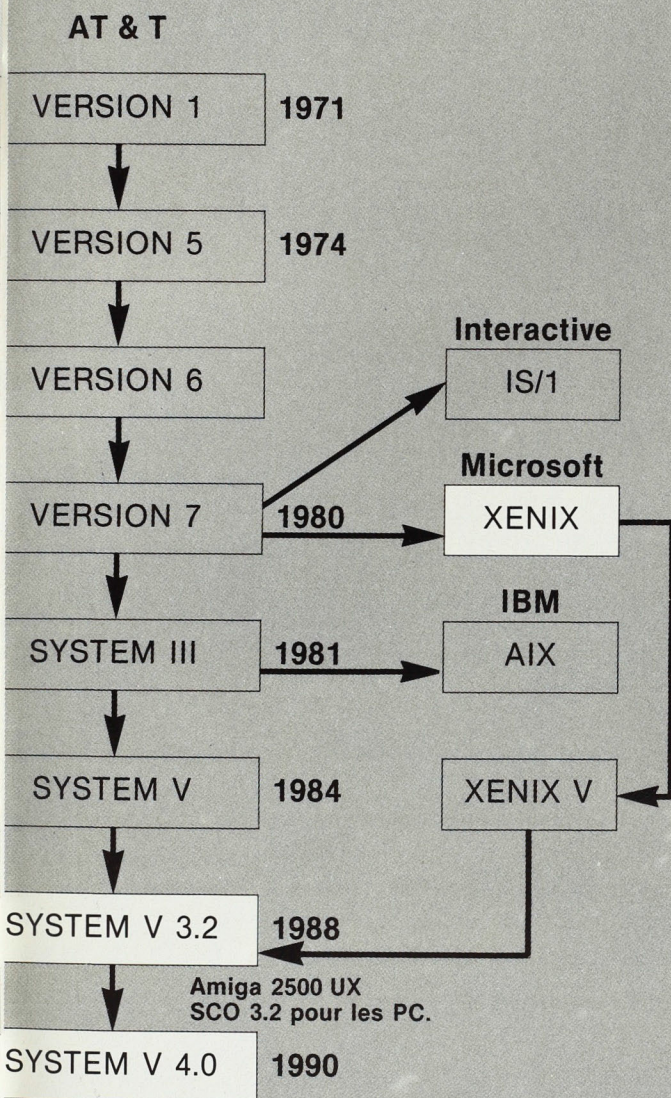 AT & T
VERSION 1 1971
VERSION 5 1974
Interactive
VERSION 6 IS/1
Microsoft
VERSION 7 1980 XENIX
IBM
SYSTEM III 1981 AIX
SYSTEM V 1984 XENIX V
SYSTEM V 3.2 1988
Amiga 2500 UX
SCO 3.2 pour les PC.
SYSTEM V 4.0 1990